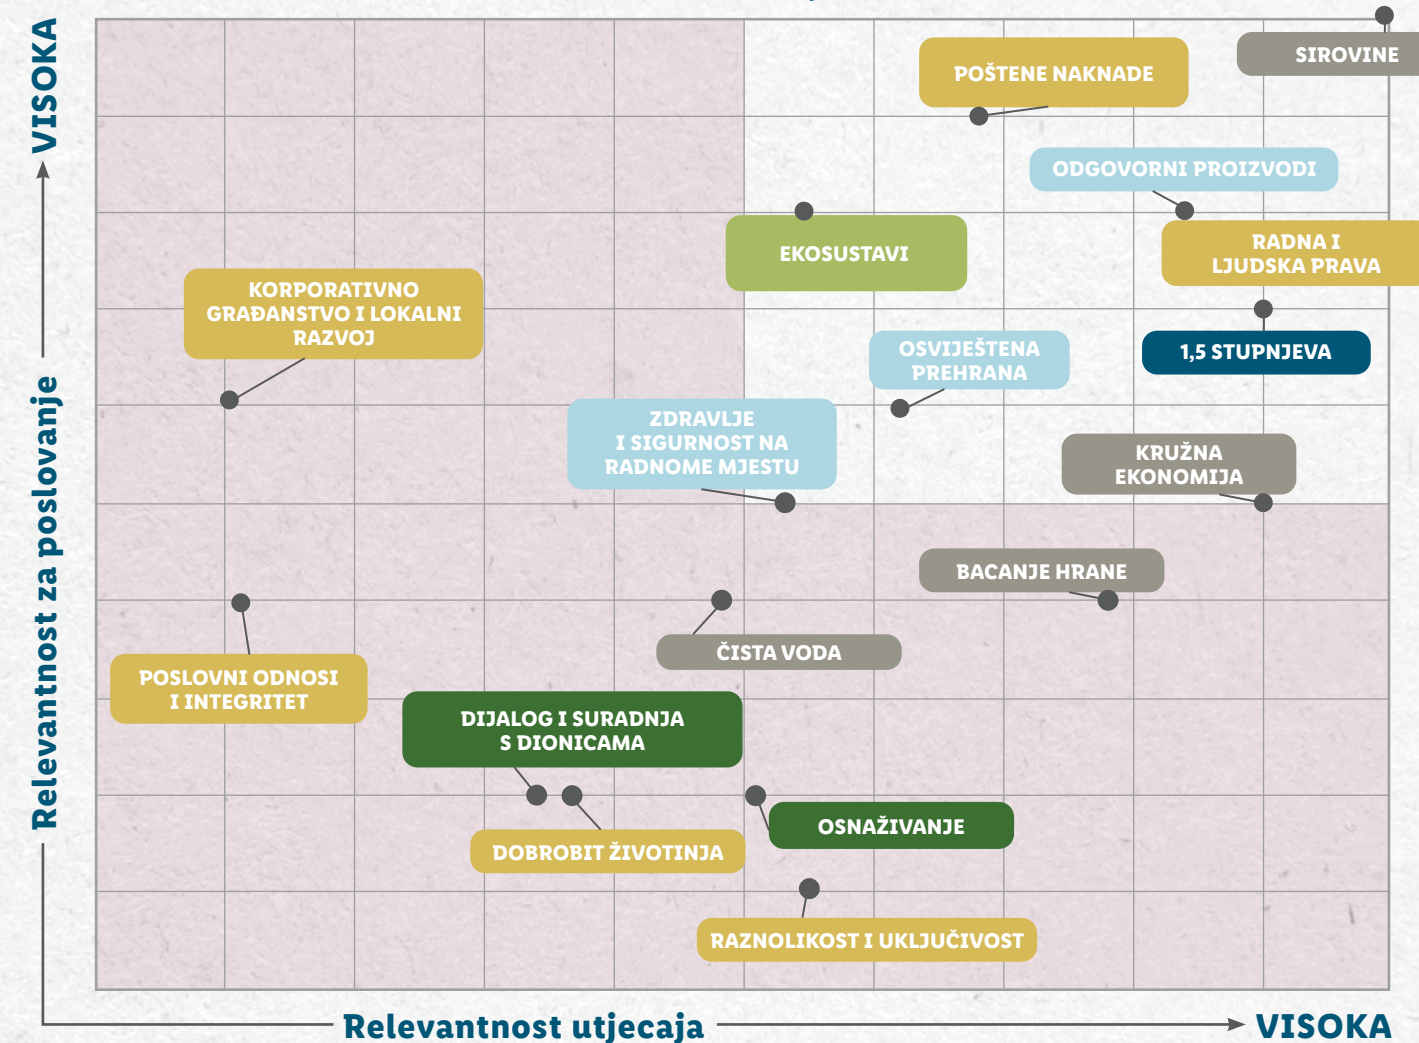 VISOKA
SIROVINE
POŠTENE NAKNADE
ODGOVORNI PROIZVODI
RADNA I
LJUDSKA PRAVA
EKOSUSTAVI
KORPORATIVNO
GRAĐANSTVO I LOKALNI
RAZVOJ
OSVIJEŠTENA
PREHRANA
1,5 STUPNJEVA
ZDRAVLJE
I SIGURNOST NA
RADNOME MJESTU
KRUŽNA
EKONOMIJA
BACANJE HRANE
Relevantnost za poslovanje
ČISTA VODA
POSLOVNI ODNOSI
I INTEGRITET
DIJALOG I SURADNJA
S DIONICAMA
OSNAŽIVANJE
DOBROBIT ŽIVOTINJA
RAZNOLIKOST I UKLJUČIVOST
Relevantnost utjecaja
VISOKA